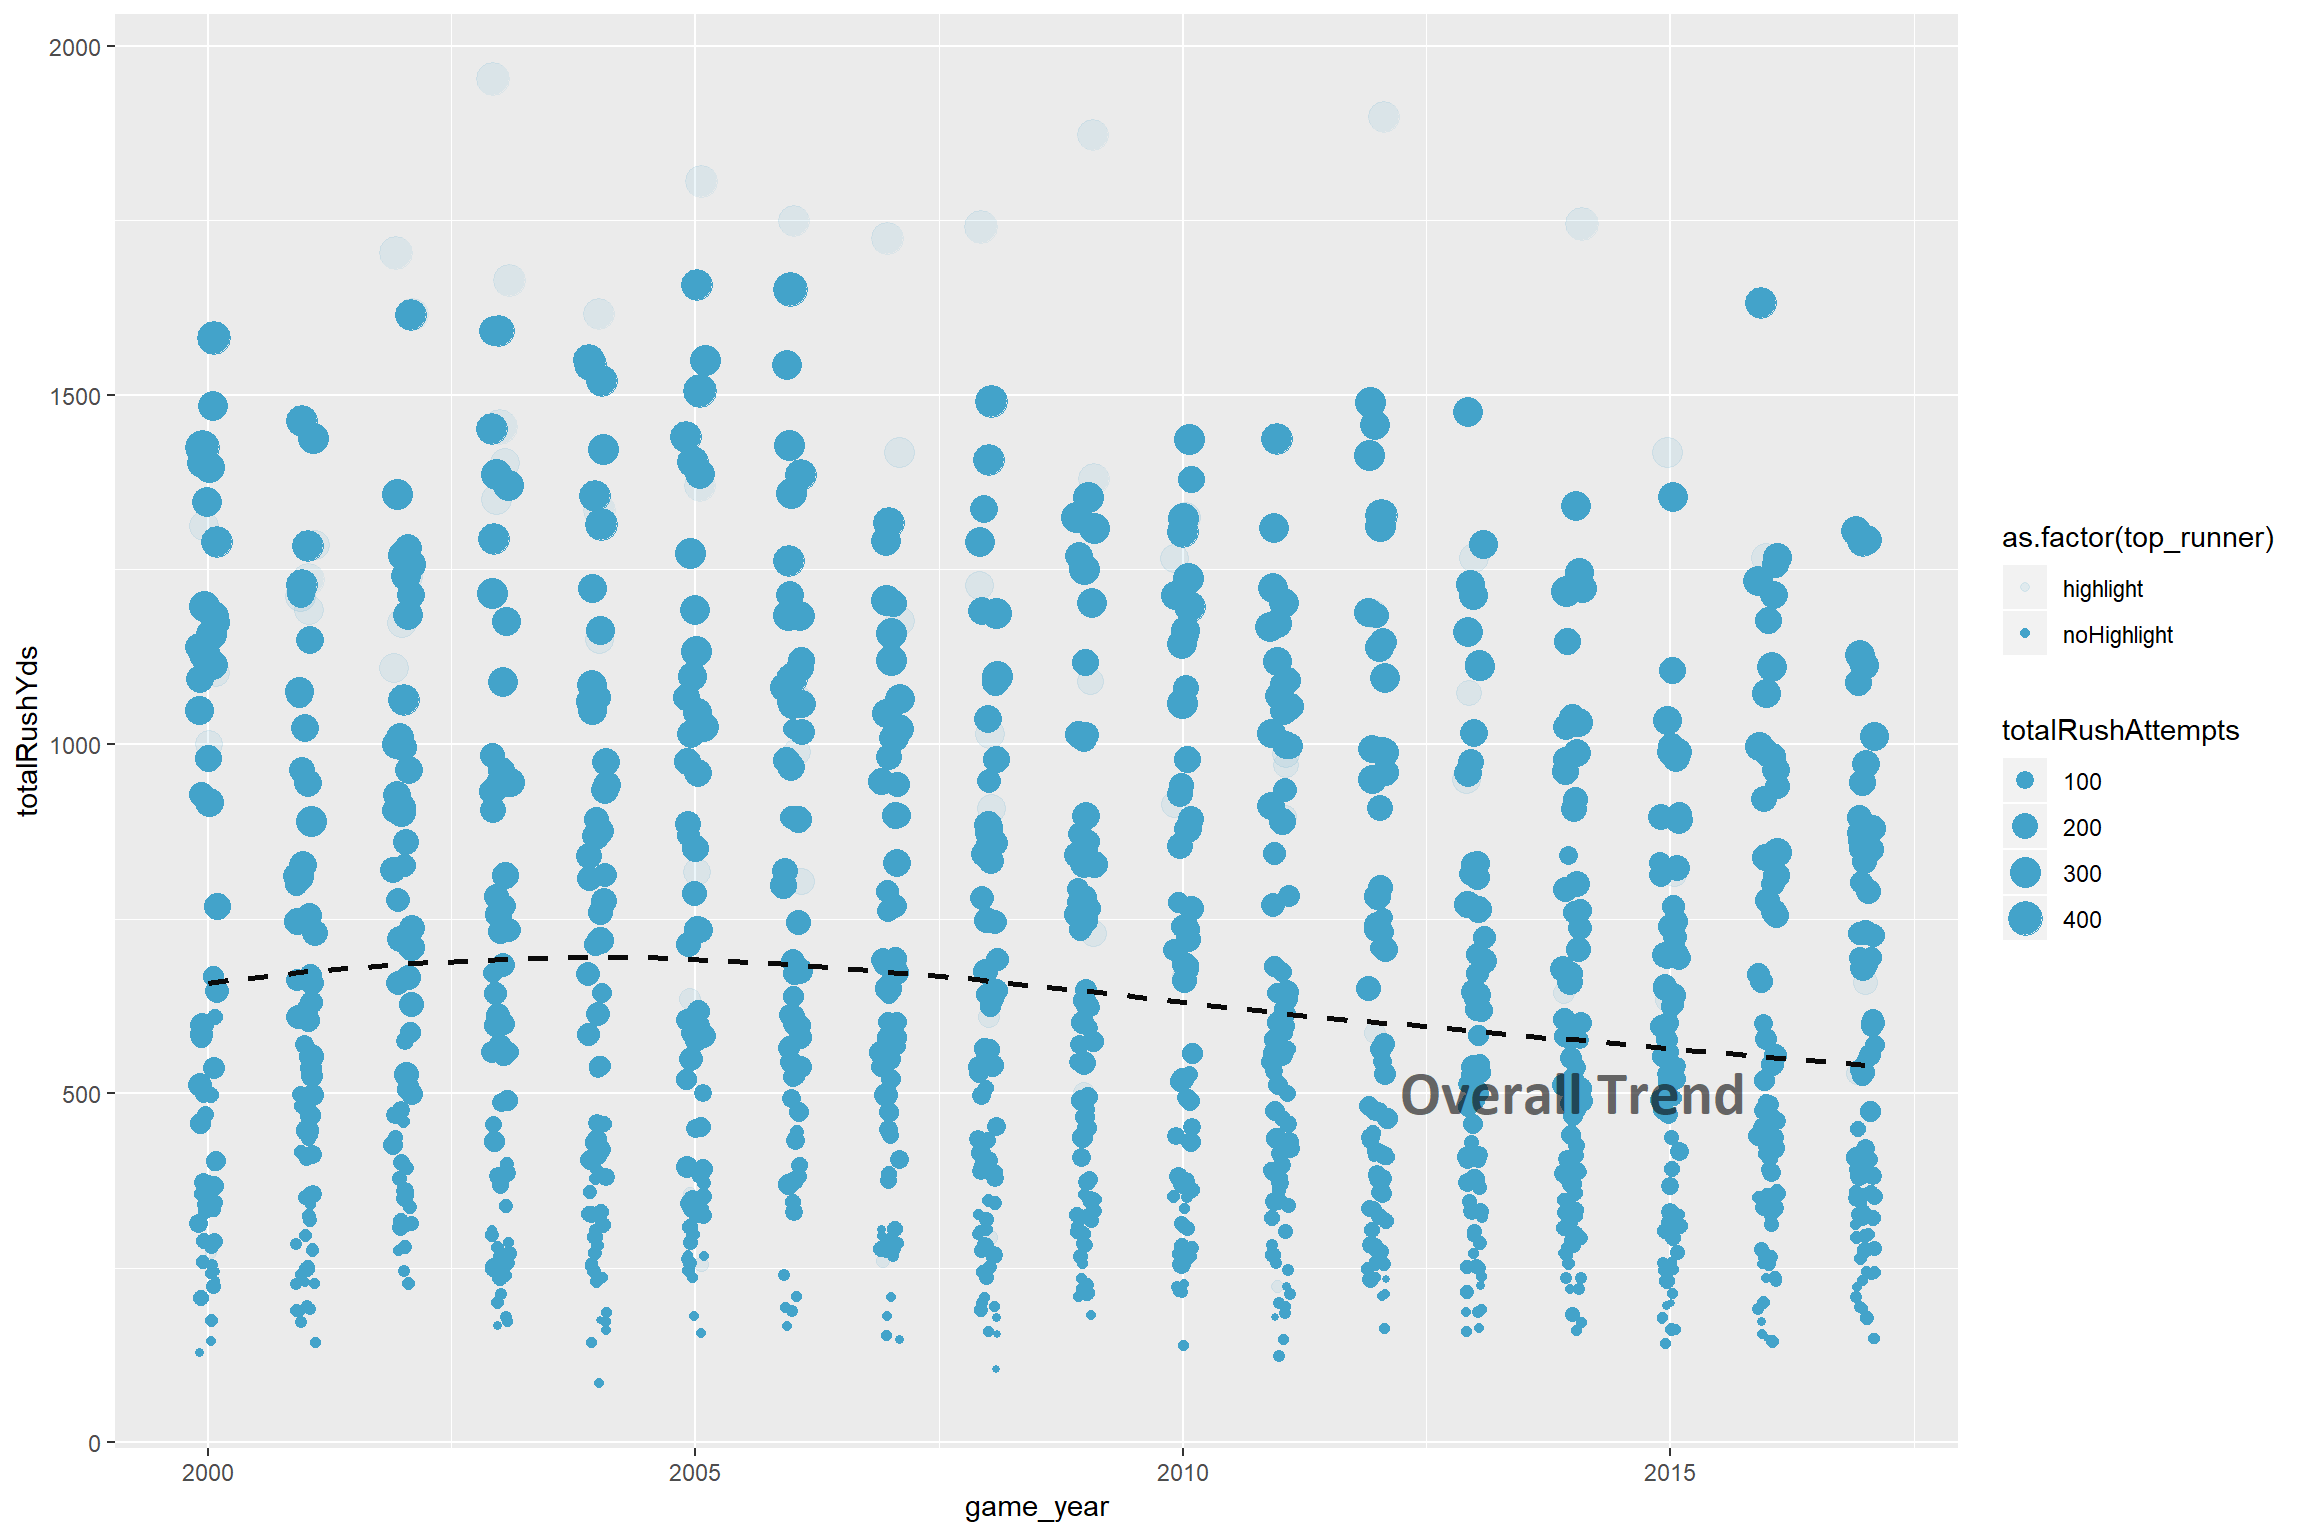 2000
1500
1000
500
0
totalRushYds
Overall Trend
2000
2005
2010
2015
game_year
as.factor(top_runner)
highlight
noHighlight
totalRushAttempts
100
200
300
400